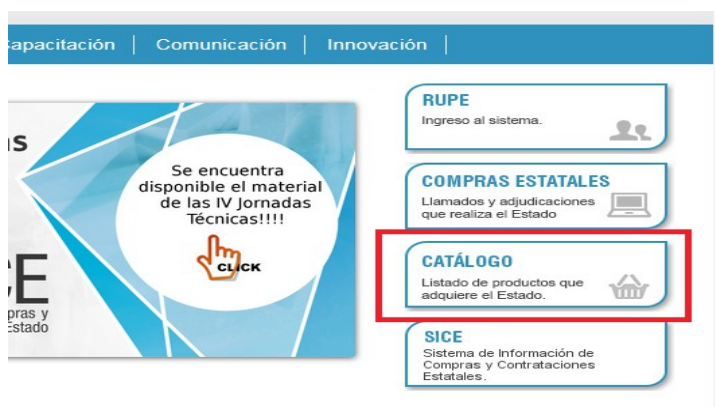 Capacitación | Comunicación | Innovación |
Se encuentra
disponible el material
de las IV Jornadas
Técnicas!!!!
CLICK
Estado
RUPE
Ingreso al sistema.
COMPRAS ESTATALES
Llamados y adjudicaciones
que realiza el Estado
CATÁLOGO
Listado de productos que
adquiere el Estado.
SICE
Sistema de Información de
Compras y Contrataciones
Estatales.